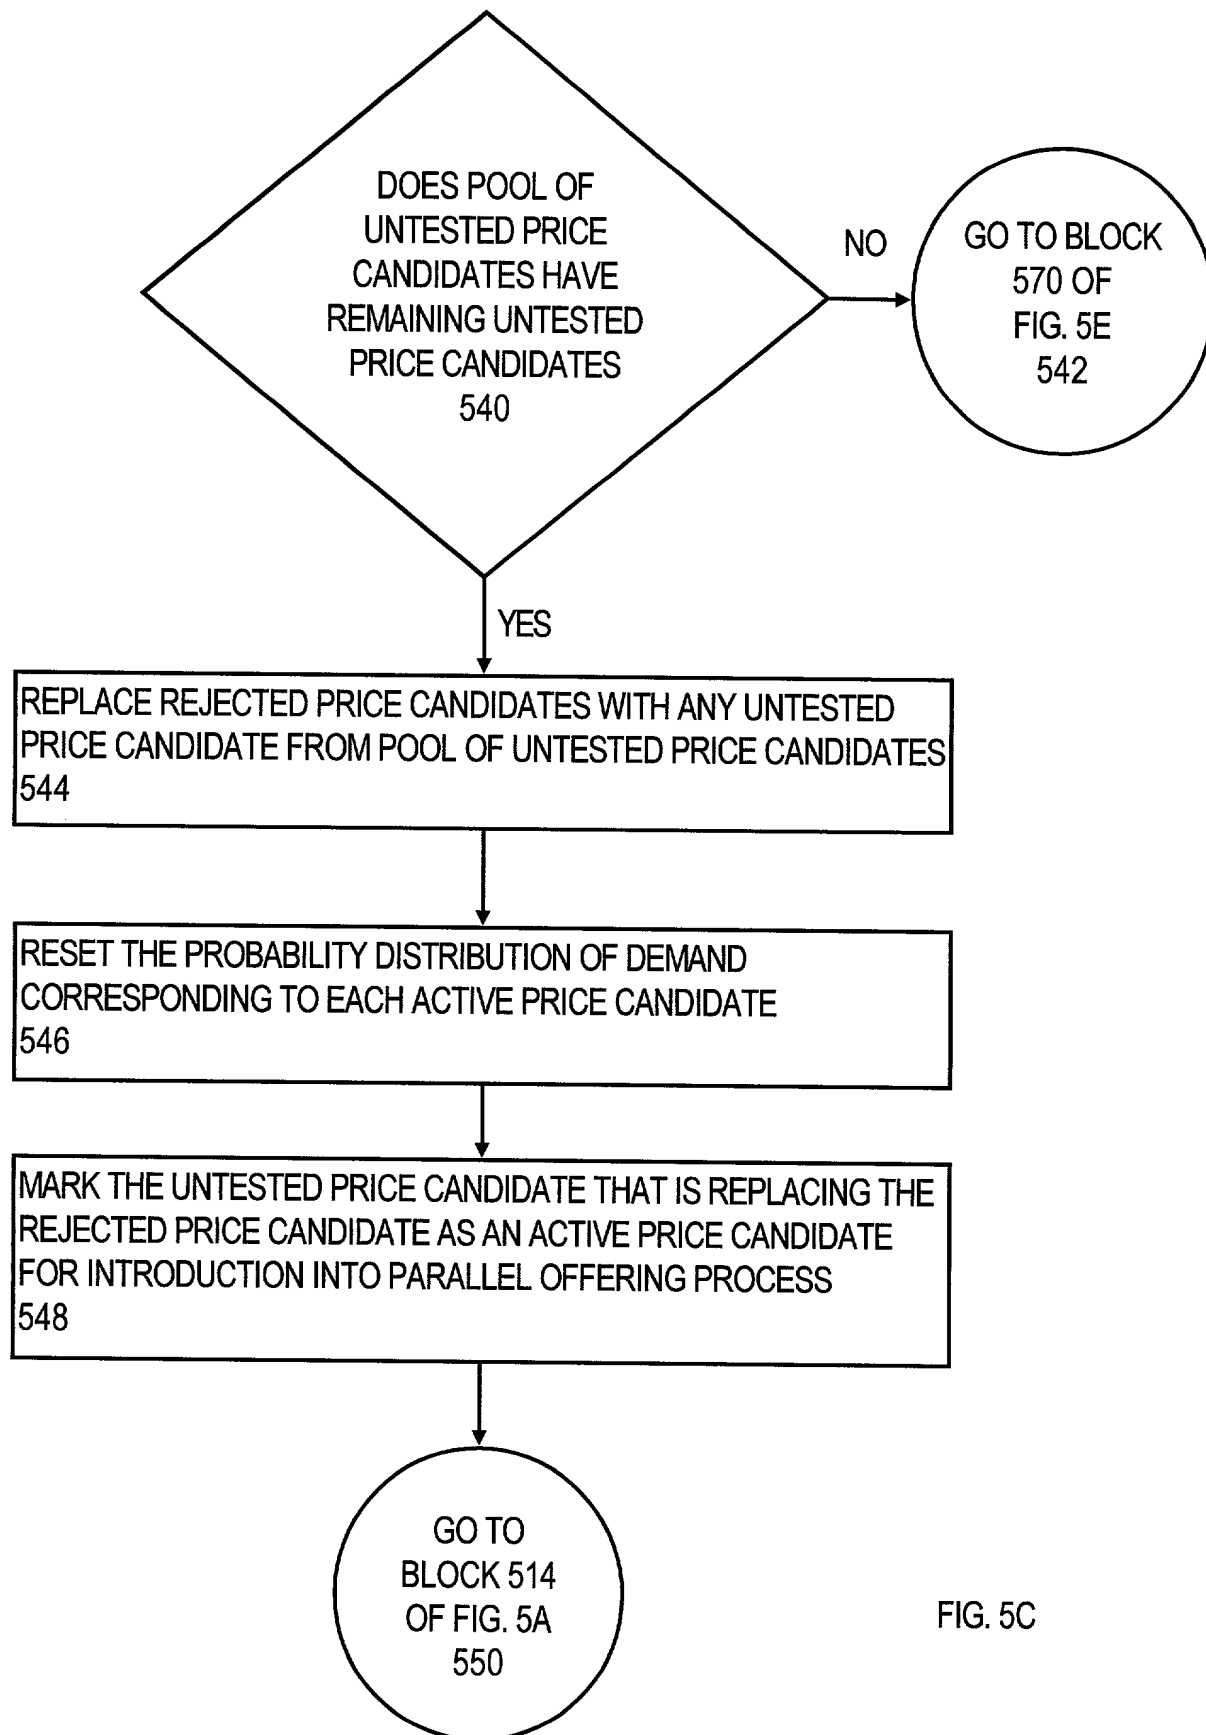 DOES POOL OF
UNTESTED PRICE
CANDIDATES HAVE
REMAINING UNTESTED
PRICE CANDIDATES
540
NO
GO TO BLOCK
570 OF
FIG. 5E
542
YES
REPLACE REJECTED PRICE CANDIDATES WITH ANY UNTESTED
PRICE CANDIDATE FROM POOL OF UNTESTED PRICE CANDIDATES
544
RESET THE PROBABILITY DISTRIBUTION OF DEMAND
CORRESPONDING TO EACH ACTIVE PRICE CANDIDATE
546
MARK THE UNTESTED PRICE CANDIDATE THAT IS REPLACING THE
REJECTED PRICE CANDIDATE AS AN ACTIVE PRICE CANDIDATE
FOR INTRODUCTION INTO PARALLEL OFFERING PROCESS
548
GO TO
BLOCK 514
OF FIG. 5A
550
FIG. 5C